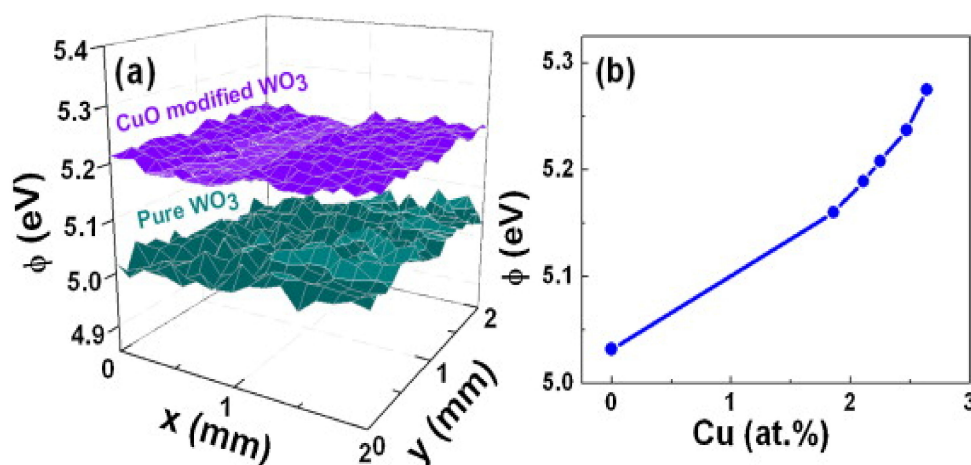 (a)
CuO modified WO3
Pure WO3
5.4
5.3
5.2
5.1
5.0
4.9
ϕ (eV)
0
1
2
x (mm)
0
1
2
y (mm)
(b)
5.3
5.2
5.1
5.0
ϕ (eV)
0
1
2
3
Cu (at.%)